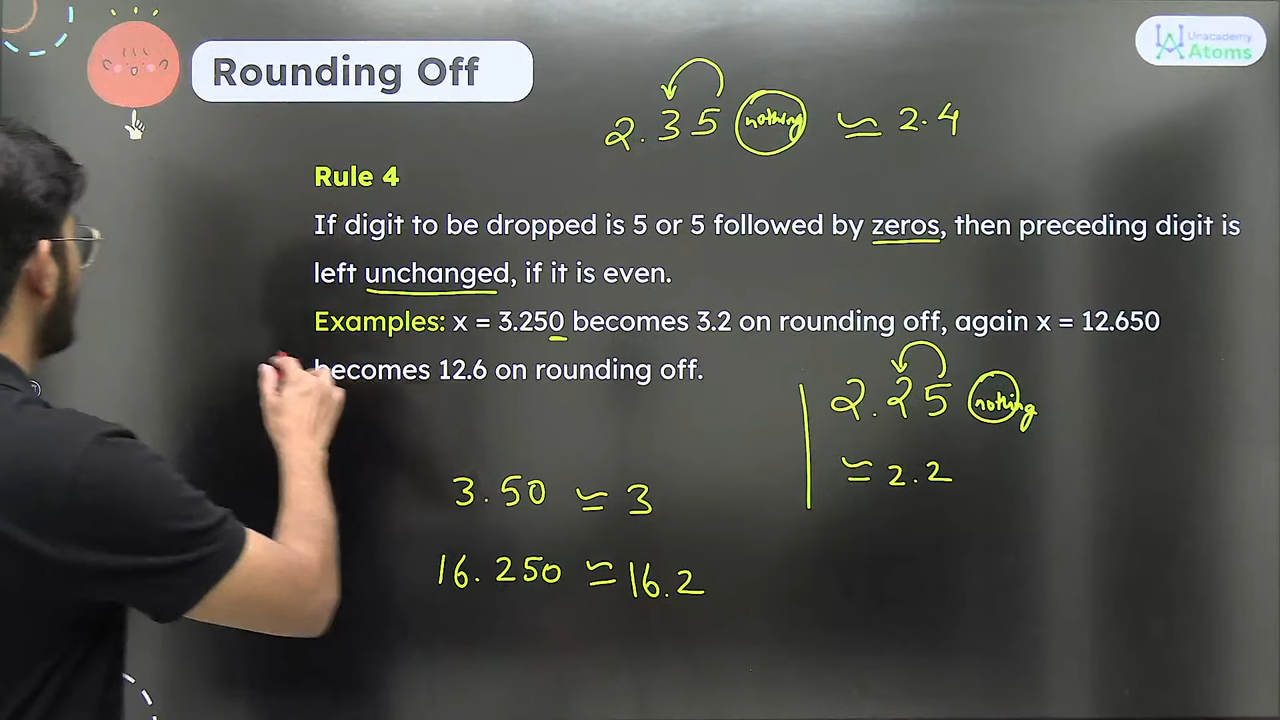 Rounding Off
Unacademy
Atoms
2.35 nothing ≃ 2.4
Rule 4
If digit to be dropped is 5 or 5 followed by zeros, then preceding digit is
left unchanged, if it is even.
Examples: x = 3.250 becomes 3.2 on rounding off, again x = 12.650
becomes 12.6 on rounding off.
2.25 nothing
≃ 2.2
3.50 ≃ 3
16.250 ≃ 16.2